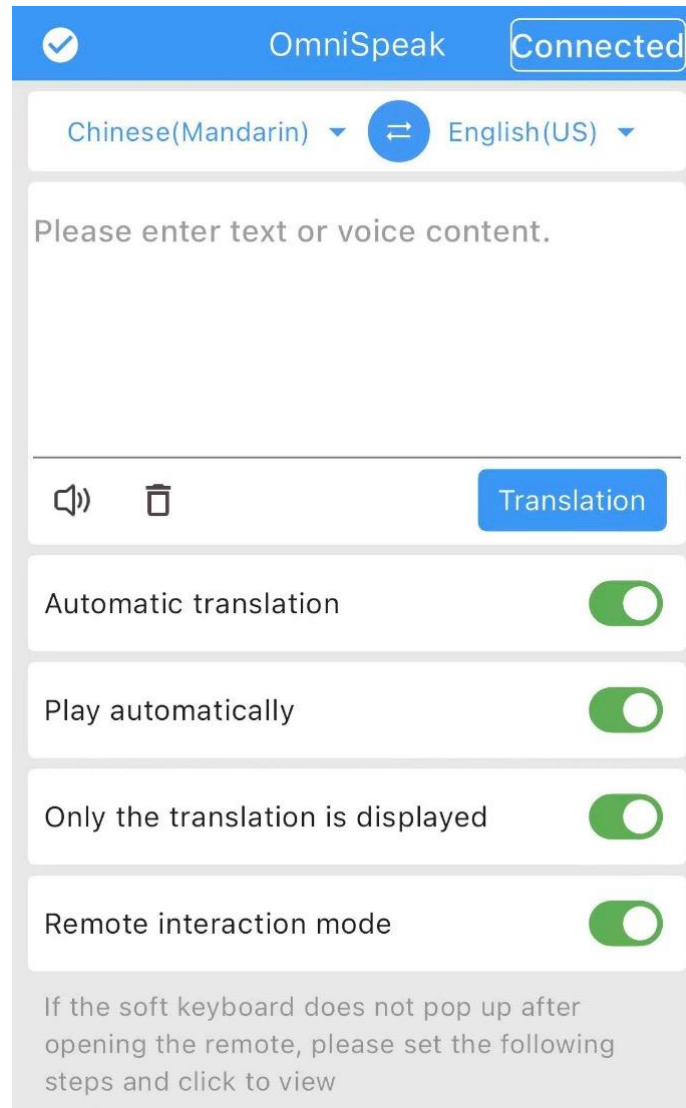 OmniSpeak Connected
Chinese(Mandarin) English(US)
Please enter text or voice content.
Translation
Automatic translation
Play automatically
Only the translation is displayed
Remote interaction mode
If the soft keyboard does not pop up after
opening the remote, please set the following
steps and click to view